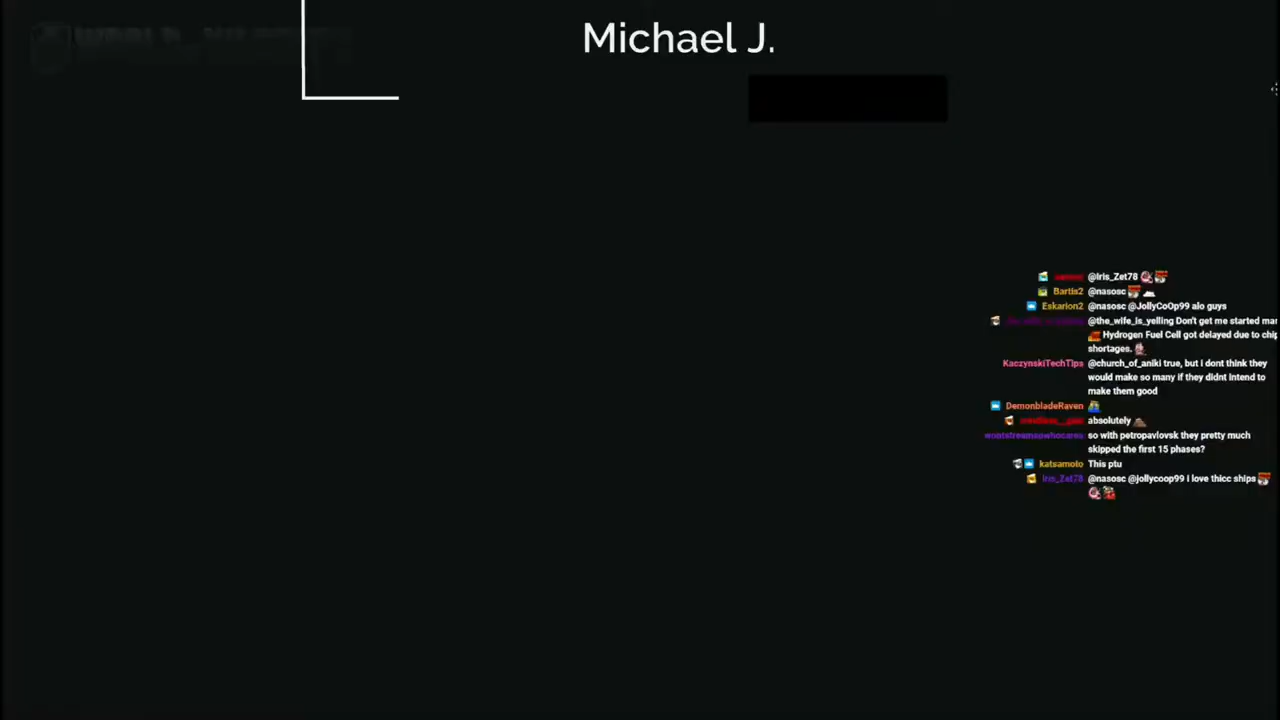 Michael J.
@Iris_Zet78
Bartis2 @nasosc
Eskarion2 @nasosc @JollyCoOp99 alo guys
@the_wife_is_yelling Don't get me started man
Hydrogen Fuel Cell got delayed due to chip
shortages.
KaczynskiTechTips @church_of_aniki true, but i dont think they
would make so many if they didnt intend to
make them good
DemonbladeRaven
absolutely
wontstreamsowhocares so with petropavlovsk they pretty much
skipped the first 15 phases?
katsamoto This ptu
Iris_Zet78 @nasosc @jollycoop99 i love thicc ships